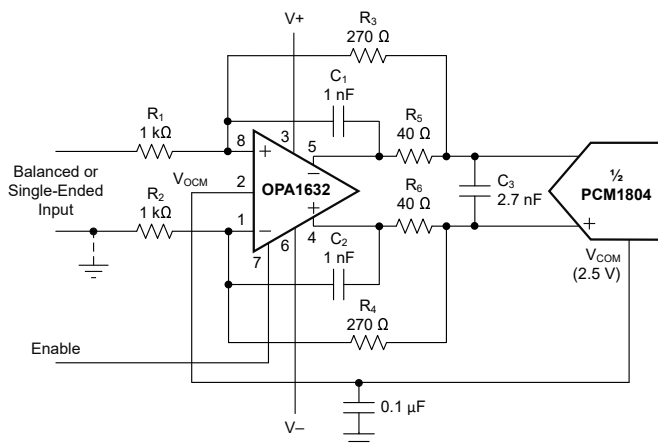 V+
R3
270 Ω
C1
1 nF
R1
1 kΩ
R5
40 Ω
8
3
5
+
−
Balanced or
Single-Ended
Input
VOCM
2
OPA1632
R2
1 kΩ
1
−
+
4
6
7
R6
40 Ω
C3
2.7 nF
½
PCM1804
+
C2
1 nF
VCOM
(2.5 V)
R4
270 Ω
Enable
0.1 µF
V−